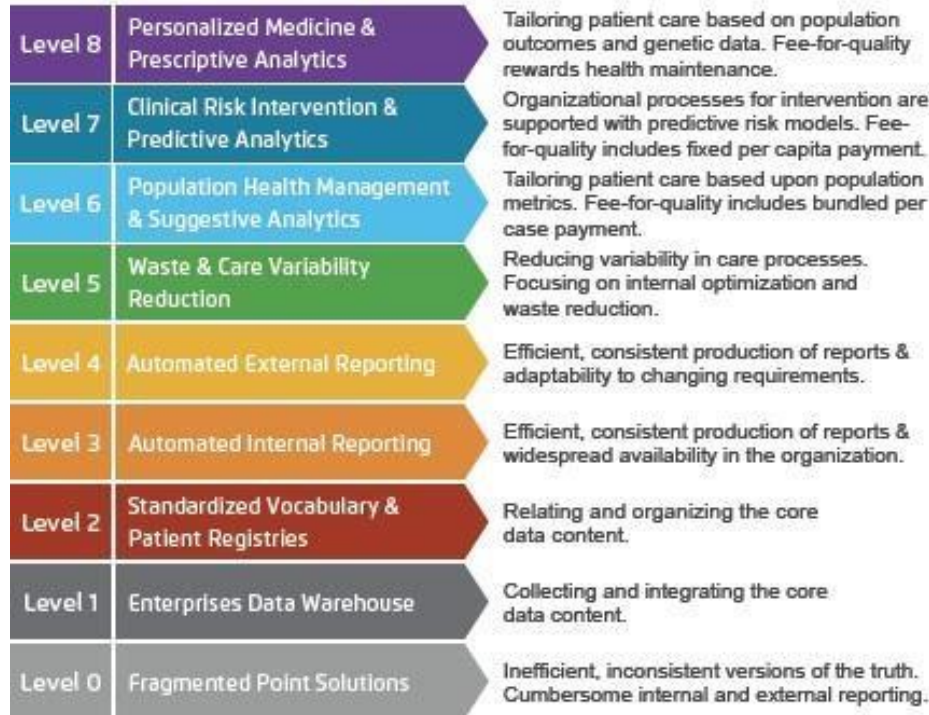 Level 8
Personalized Medicine &
Prescriptive Analytics
Tailoring patient care based on population
outcomes and genetic data. Fee-for-quality
rewards health maintenance.
Level 7
Clinical Risk Intervention &
Predictive Analytics
Organizational processes for intervention are
supported with predictive risk models. Fee-
for-quality includes fixed per capita payment.
Level 6
Population Health Management
& Suggestive Analytics
Tailoring patient care based upon population
metrics. Fee-for-quality includes bundled per
case payment.
Level 5
Waste & Care Variability
Reduction
Reducing variability in care processes.
Focusing on internal optimization and
waste reduction.
Level 4
Automated External Reporting
Efficient, consistent production of reports &
adaptability to changing requirements.
Level 3
Automated Internal Reporting
Efficient, consistent production of reports &
widespread availability in the organization.
Level 2
Standardized Vocabulary &
Patient Registries
Relating and organizing the core
data content.
Level 1
Enterprises Data Warehouse
Collecting and integrating the core
data content.
Level 0
Fragmented Point Solutions
Inefficient, inconsistent versions of the truth.
Cumbersome internal and external reporting.